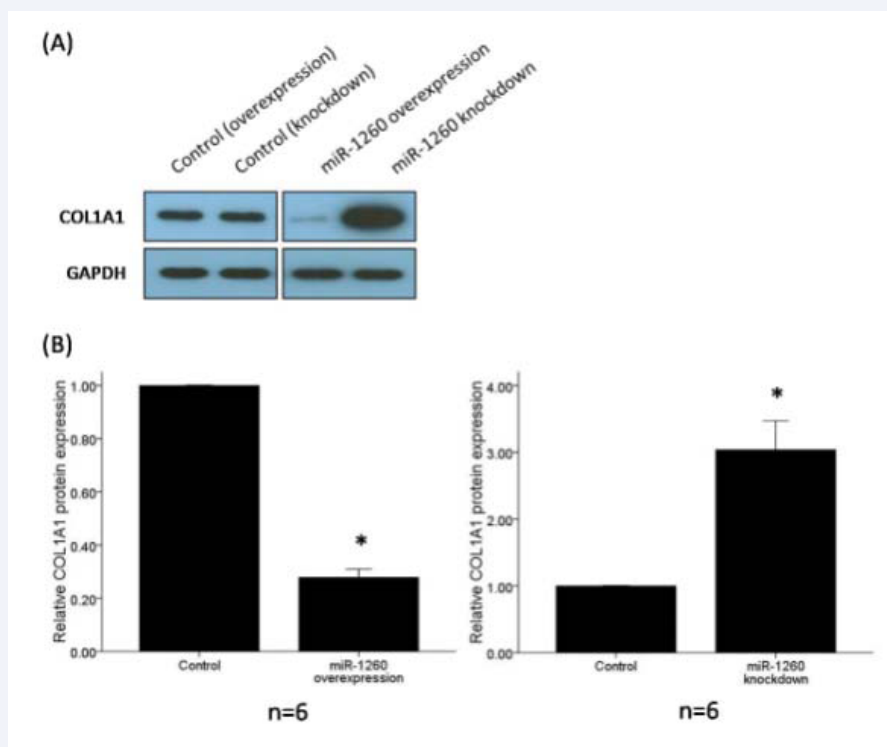 (A)
Control (overexpression)
Control (knockdown)
miR-1260 overexpression
miR-1260 knockdown
COL1A1
GAPDH
(B)
Relative COL1A1 protein expression
1.00
0.80
0.60
0.40
0.20
0.00
*
Control
miR-1260
overexpression
n=6
Relative COL1A1 protein expression
4.00
3.00
2.00
1.00
0.00
*
Control
miR-1260
knockdown
n=6